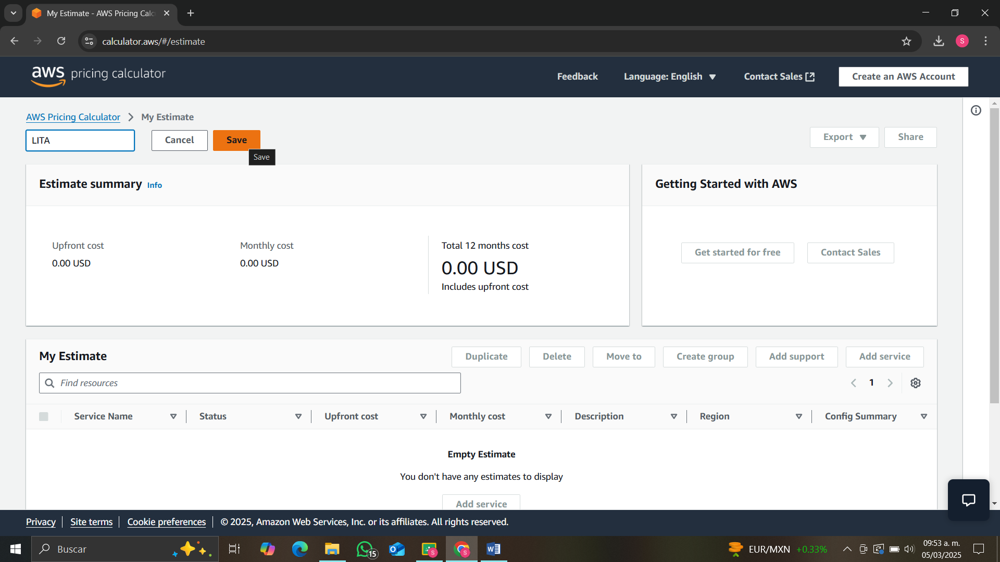 My Estimate - AWS Pricing Calc
calculator.aws/#/estimate
S
aws pricing calculator
Feedback
Language: English
Contact Sales
Create an AWS Account
AWS Pricing Calculator
My Estimate
LITA
Cancel
Save
Export
Share
Save
Estimate summary Info
Getting Started with AWS
Upfront cost
0.00 USD
Monthly cost
0.00 USD
Total 12 months cost
0.00 USD
Includes upfront cost
Get started for free
Contact Sales
My Estimate
Duplicate
Delete
Move to
Create group
Add support
Add service
Find resources
1
Service Name
Status
Upfront cost
Monthly cost
Description
Region
Config Summary
Empty Estimate
You don't have any estimates to display
Add service
Privacy
Site terms
Cookie preferences
© 2025, Amazon Web Services, Inc. or its affiliates. All rights reserved.
Buscar
15
S
S
EUR/MXN +0.33%
09:53 a. m.
05/03/2025